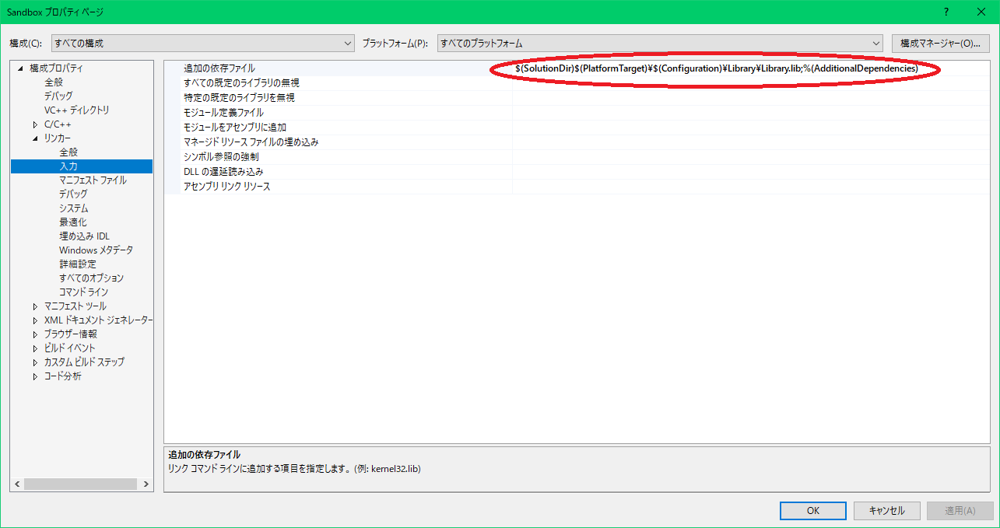 Sandbox プロパティ ページ
? ×
構成(C): すべての構成 プラットフォーム(P): すべてのプラットフォーム 構成マネージャー(O)...
構成プロパティ
全般
デバッグ
VC++ ディレクトリ
C/C++
リンカー
全般
入力
マニフェスト ファイル
デバッグ
システム
最適化
埋め込み IDL
Windows メタデータ
詳細設定
すべてのオプション
コマンド ライン
マニフェスト ツール
XML ドキュメント ジェネレーター
ブラウザー情報
ビルド イベント
カスタム ビルド ステップ
コード分析
追加の依存ファイル $(SolutionDir)$(PlatformTarget)¥$(Configuration)¥Library¥Library.lib;%(AdditionalDependencies)
すべての既定のライブラリの無視
特定の既定のライブラリを無視
モジュール定義ファイル
モジュールをアセンブリに追加
マネージド リソース ファイルの埋め込み
シンボル参照の強制
DLL の遅延読み込み
アセンブリ リンク リソース
追加の依存ファイル
リンク コマンド ラインに追加する項目を指定します。(例: kernel32.lib)
OK キャンセル 適用(A)